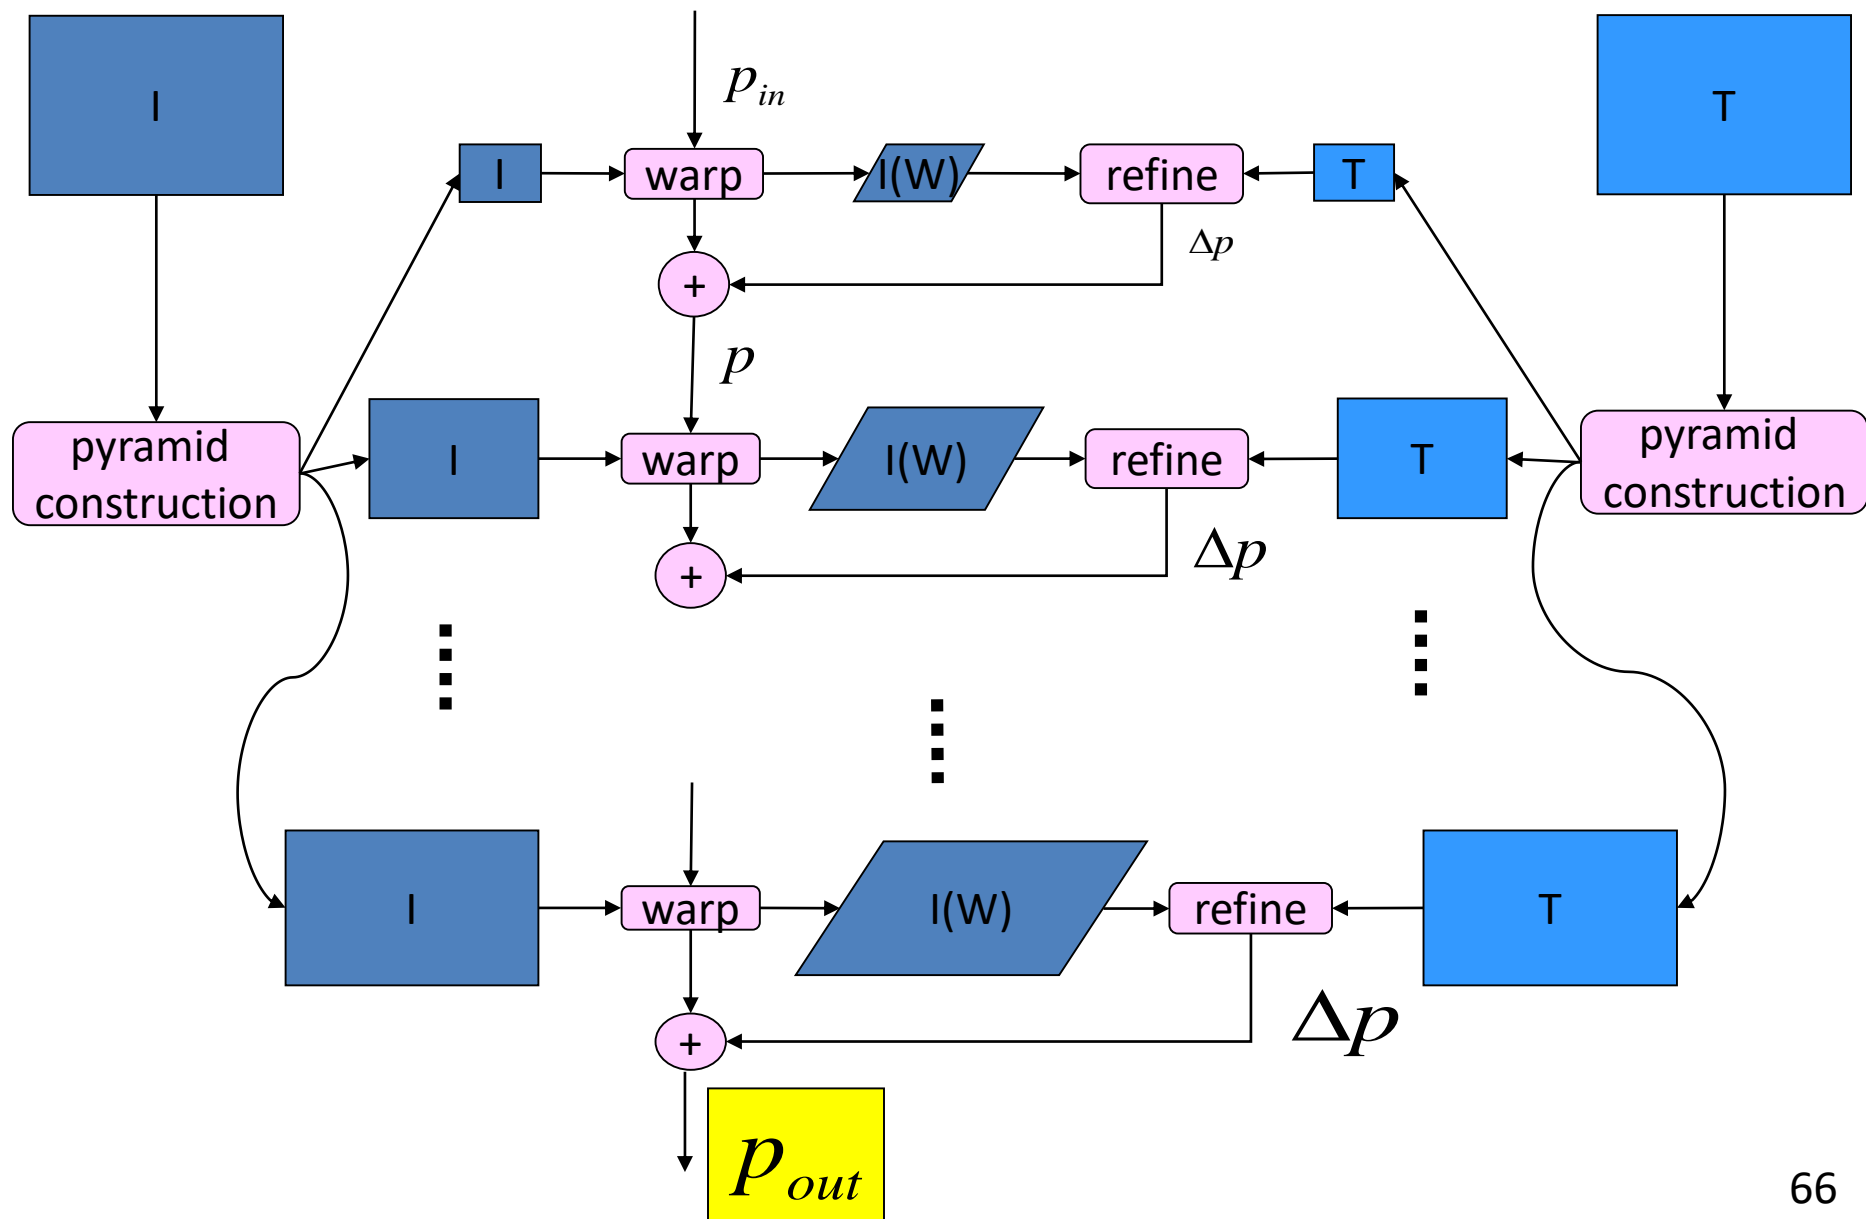 I
T
p_in
I
warp
I(W)
refine
T
Δp
+
p
pyramid
construction
I
warp
I(W)
refine
T
pyramid
construction
+
Δp
I
warp
I(W)
refine
T
+
Δp
p_out
66